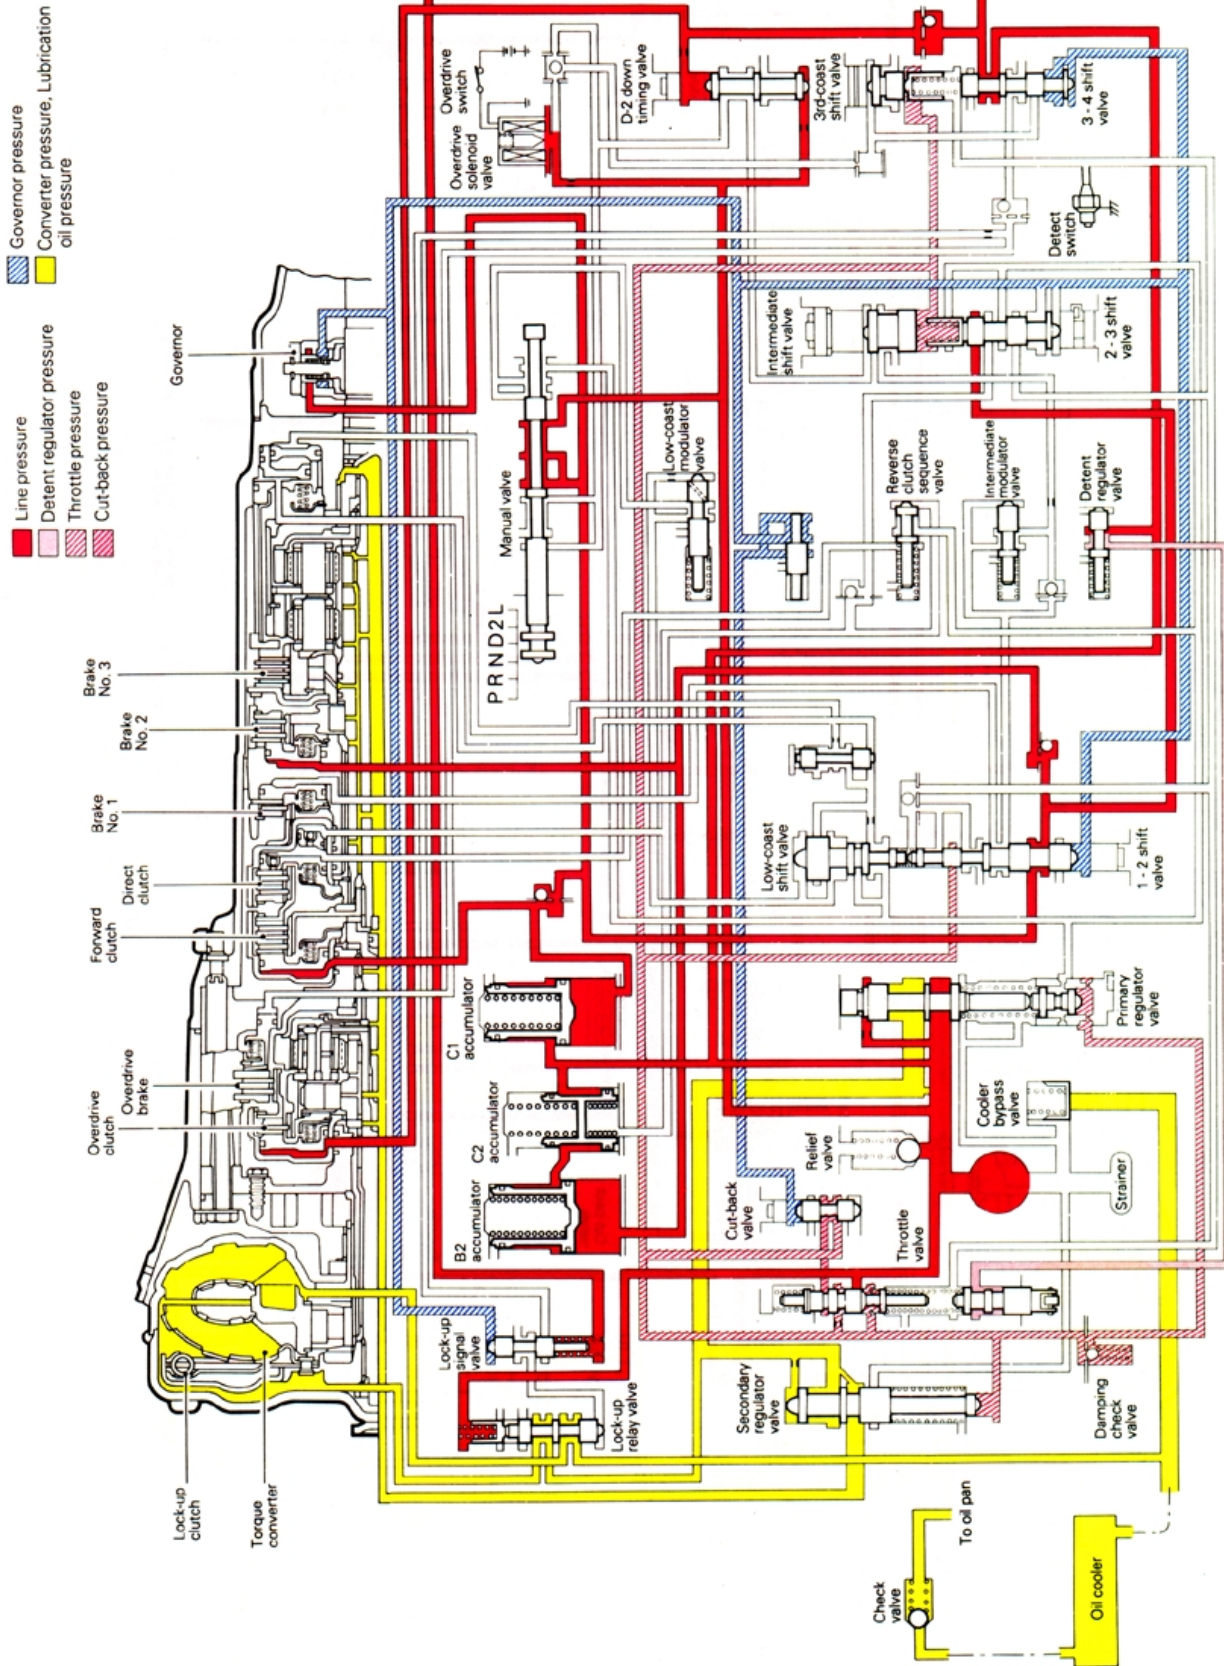 Line pressure
Detent regulator pressure
Throttle pressure
Cut-back pressure
Governor pressure
Converter pressure, Lubrication
oil pressure
Lock-up
clutch
Torque
converter
Overdrive
clutch
Overdrive
brake
Forward
clutch
Direct
clutch
Brake
No. 1
Brake
No. 2
Brake
No. 3
Governor
Lock-up
signal
valve
Lock-up
relay valve
B2
accumulator
C2
accumulator
C1
accumulator
Manual valve
P R N D 2 L
Overdrive
switch
Overdrive
solenoid
valve
D-2 down
timing valve
Low-coast
modulator
valve
3rd-coast
shift valve
3 - 4 shift
valve
Secondary
regulator
valve
Cut-back
valve
Relief
valve
Throttle
valve
Low-coast
shift valve
1 - 2 shift
valve
Intermediate
shift valve
2 - 3 shift
valve
Detect
switch
Reverse
clutch
sequence
valve
Intermediate
modulator
valve
Detent
regulator
valve
Primary
regulator
valve
Cooler
bypass
valve
Strainer
Damping
check
valve
Check
valve
To oil pan
Oil cooler